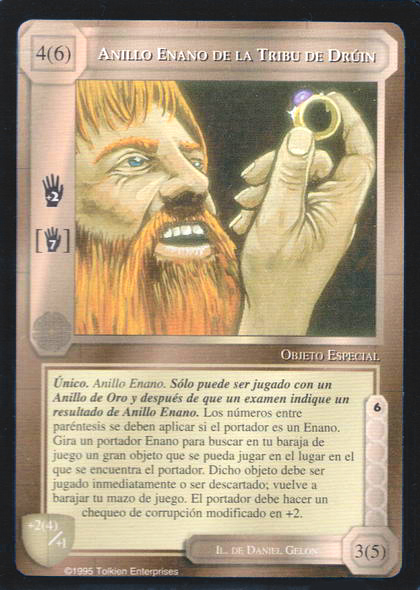 4(6)
Anillo Enano de la Tribu de Drúin
-2
[7]
Objeto Especial
Único. Anillo Enano. Sólo puede ser jugado con un
Anillo de Oro y después de que un examen indique un
resultado de Anillo Enano. Los números entre
paréntesis se deben aplicar si el portador es un Enano.
Gira un portador Enano para buscar en tu baraja de
juego un gran objeto que se pueda jugar en el lugar en el
que se encuentra el portador. Dicho objeto debe ser
jugado inmediatamente o ser descartado; vuelve a
barajar tu mazo de juego. El portador debe hacer un
chequeo de corrupción modificado en +2.
6
+2(4)
/+1
Il. de Daniel Gelon
3(5)
©1995 Tolkien Enterprises